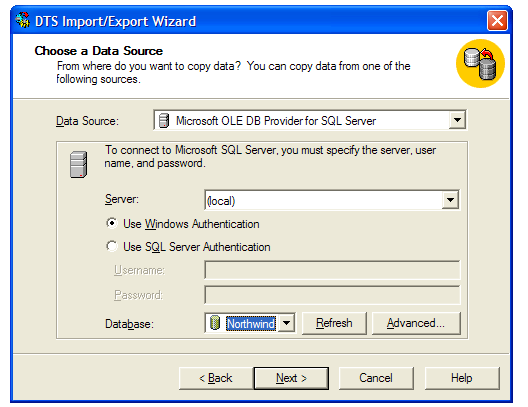 DTS Import/Export Wizard
Choose a Data Source
From where do you want to copy data? You can copy data from one of the
following sources.
Data Source:
Microsoft OLE DB Provider for SQL Server
To connect to Microsoft SQL Server, you must specify the server, user
name, and password.
Server:
(local)
Use Windows Authentication
Use SQL Server Authentication
Username:
Password:
Database:
Northwind
Refresh
Advanced...
< Back
Next >
Cancel
Help